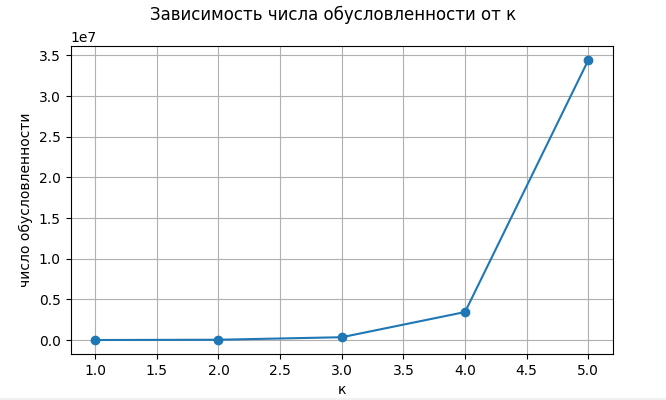 Зависимость числа обусловленности от к
1e7
3.5
3.0
2.5
2.0
1.5
1.0
0.5
0.0
число обусловленности
1.0 1.5 2.0 2.5 3.0 3.5 4.0 4.5 5.0
к